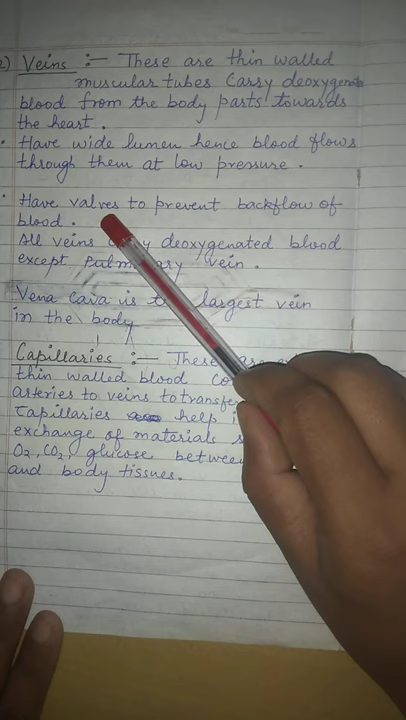 2) Veins :— These are thin walled
muscular tubes Carry deoxygenate
blood from the body parts towards
the heart.
• Have wide lumen hence blood flows
through them at low pressure.
• Have valves to prevent backflow of
blood.
All veins deoxygenated blood
except Pulmonary vein.
Vena Cava is largest vein
in the body
Capillaries :— These are
thin walled blood
arteries to veins to transfer
Capillaries help
exchange of materials
O2, CO2, glucose between
and body tissues.